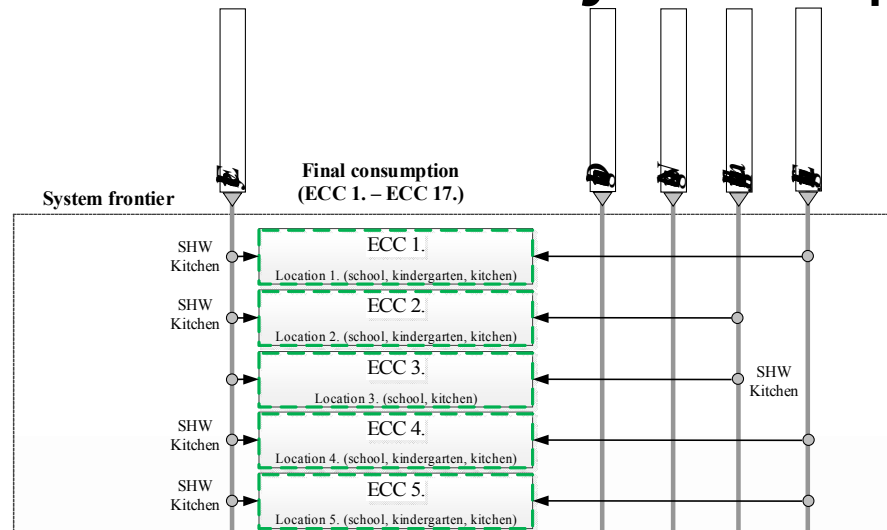 Final consumption
(ECC 1. – ECC 17.)
System frontier
SHW
Kitchen
ECC 1.
Location 1. (school, kindergarten, kitchen)
SHW
Kitchen
ECC 2.
Location 2. (school, kindergarten, kitchen)
ECC 3.
Location 3. (school, kitchen)
SHW
Kitchen
SHW
Kitchen
ECC 4.
Location 4. (school, kindergarten, kitchen)
SHW
Kitchen
ECC 5.
Location 5. (school, kindergarten, kitchen)